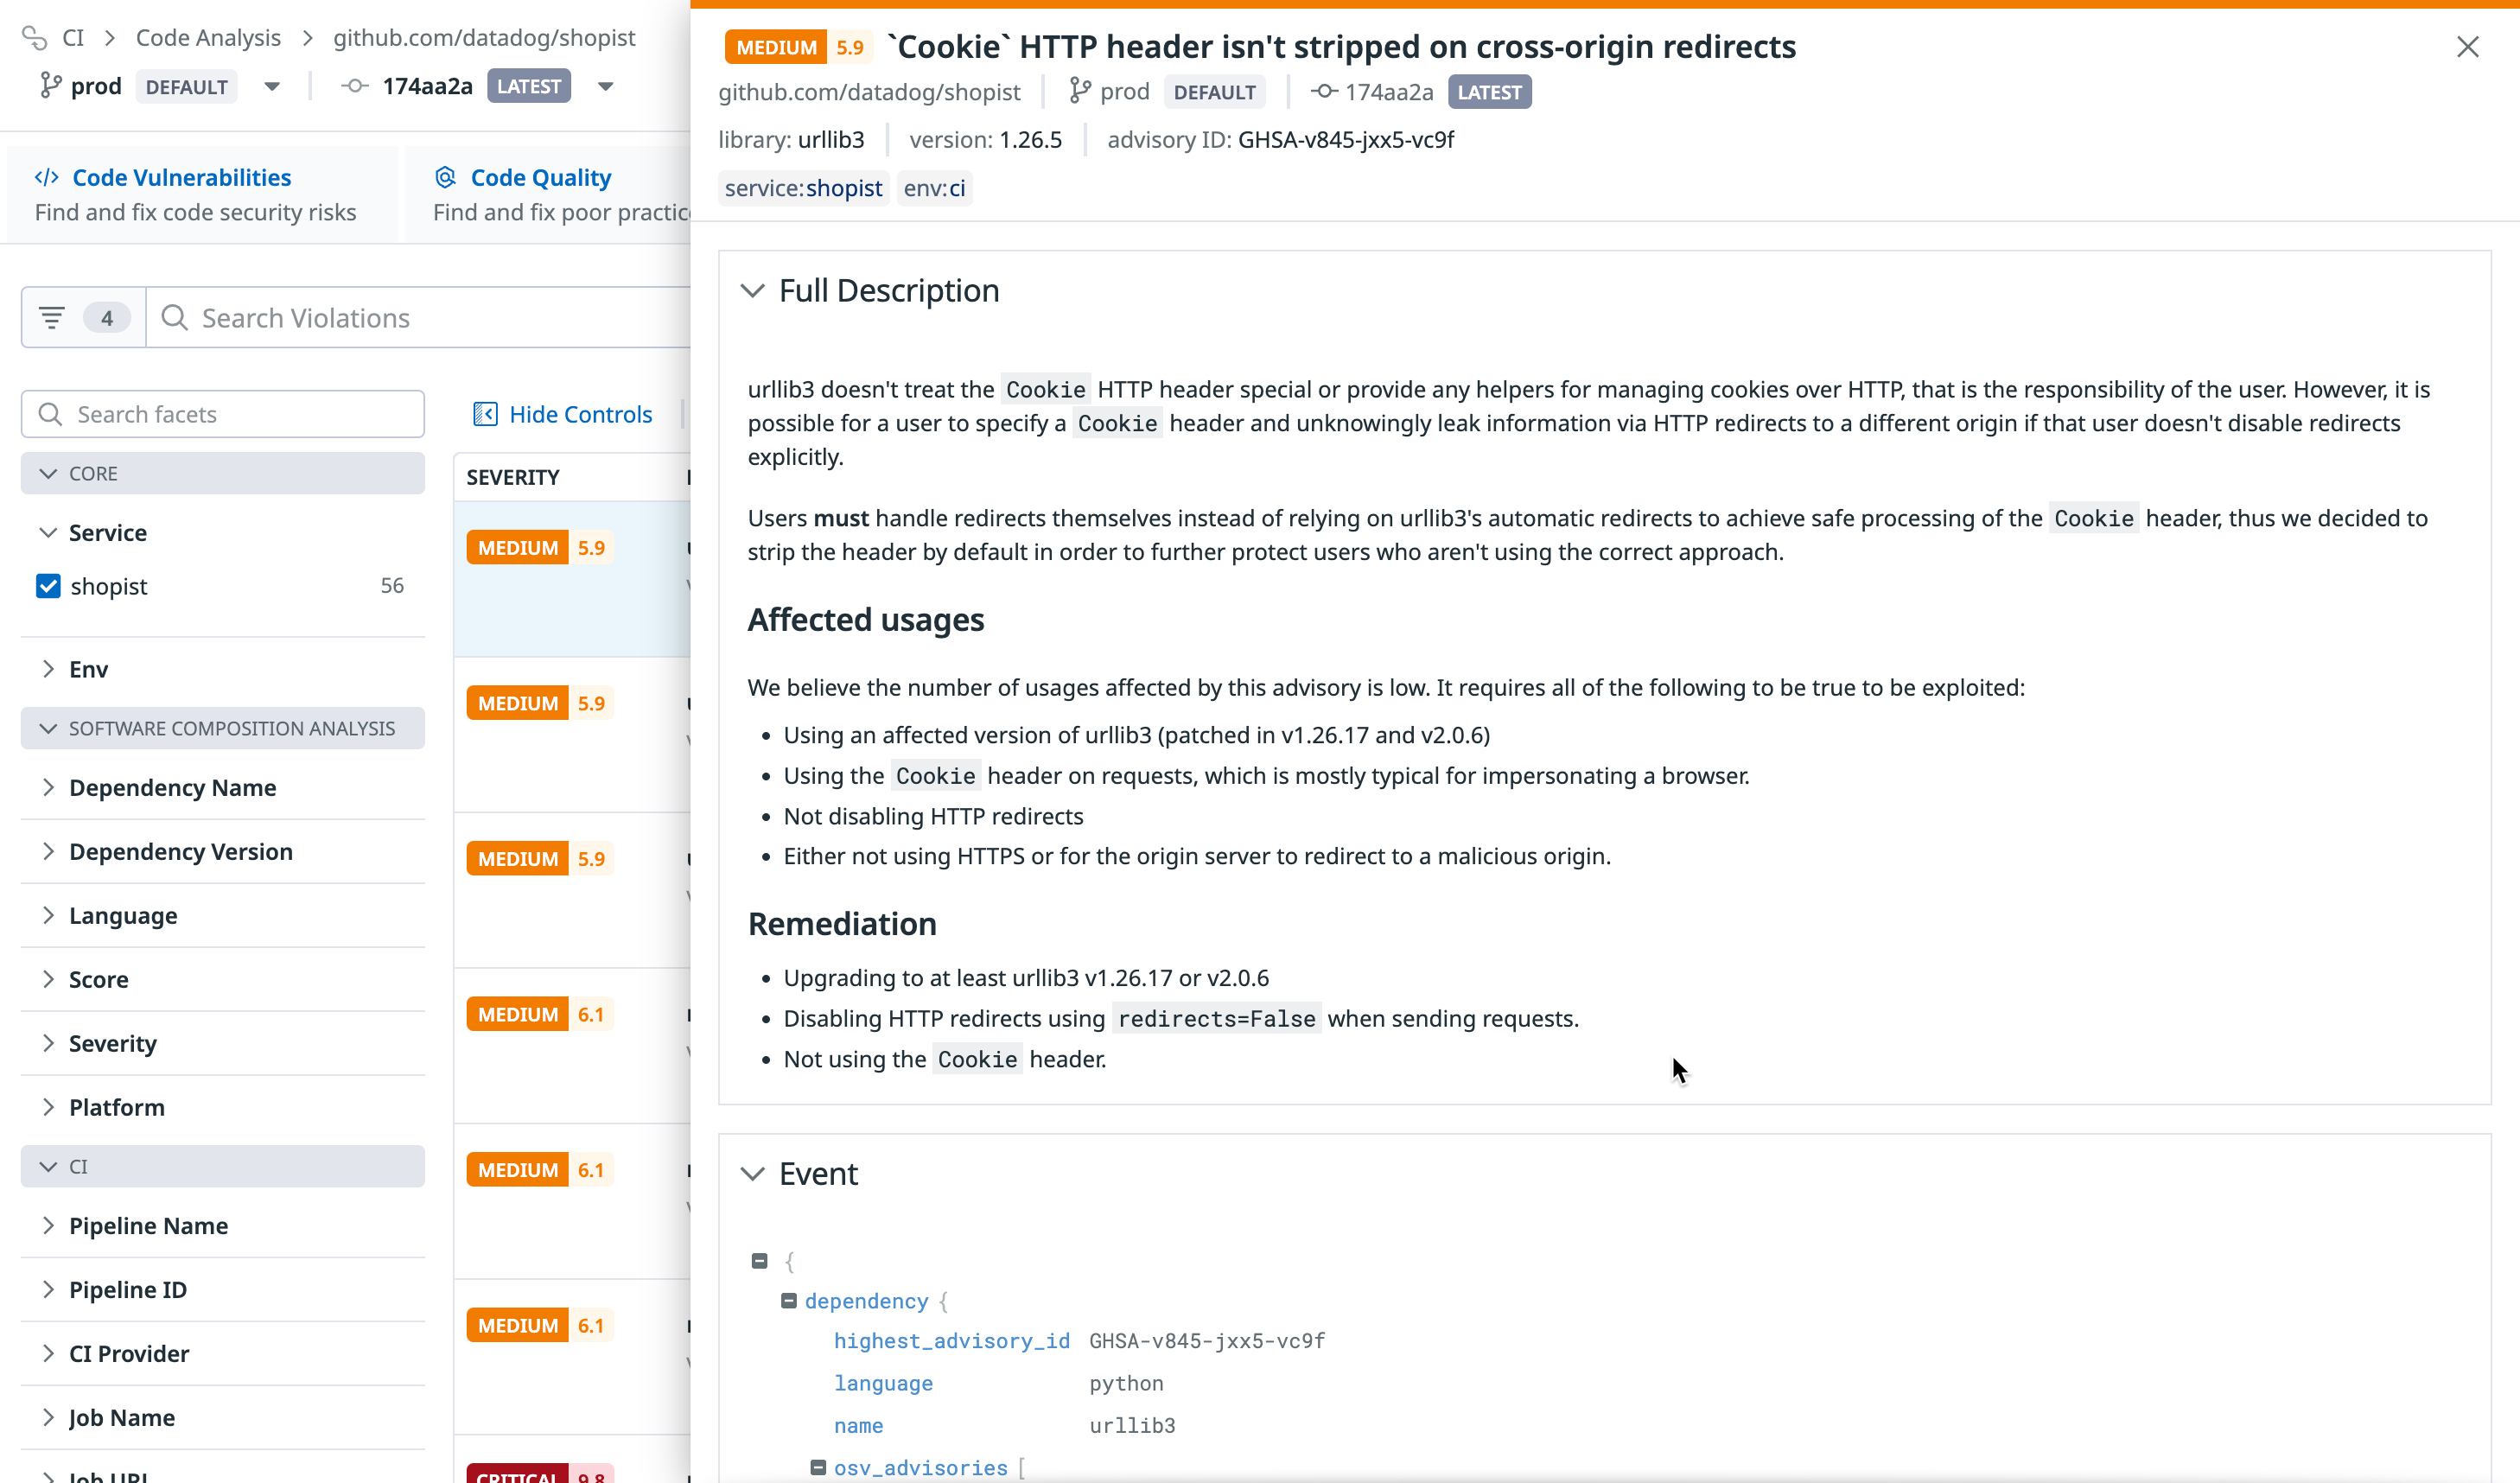 CI > Code Analysis > github.com/datadog/shopist
prod DEFAULT 174aa2a LATEST
Code Vulnerabilities
Find and fix code security risks
Code Quality
Find and fix poor
4 Search Violations
Search facets
Hide Controls
CORE
Service
shopist 56
Env
SOFTWARE COMPOSITION ANALYSIS
Dependency Name
Dependency Version
Language
Score
Severity
Platform
CI
Pipeline Name
Pipeline ID
CI Provider
Job Name
Job URL
SEVERITY
MEDIUM 5.9
MEDIUM 5.9
MEDIUM 5.9
MEDIUM 6.1
MEDIUM 6.1
MEDIUM 6.1
CRITICAL 9.8
MEDIUM 5.9 `Cookie` HTTP header isn't stripped on cross-origin redirects
github.com/datadog/shopist prod DEFAULT 174aa2a LATEST
library: urllib3 version: 1.26.5 advisory ID: GHSA-v845-jxx5-vc9f
service:shopist env:ci
Full Description
urllib3 doesn't treat the Cookie HTTP header special or provide any helpers for managing cookies over HTTP, that is the responsibility of the user. However, it is
possible for a user to specify a Cookie header and unknowingly leak information via HTTP redirects to a different origin if that user doesn't disable redirects
explicitly.
Users must handle redirects themselves instead of relying on urllib3's automatic redirects to achieve safe processing of the Cookie header, thus we decided to
strip the header by default in order to further protect users who aren't using the correct approach.
Affected usages
We believe the number of usages affected by this advisory is low. It requires all of the following to be true to be exploited:
• Using an affected version of urllib3 (patched in v1.26.17 and v2.0.6)
• Using the Cookie header on requests, which is mostly typical for impersonating a browser.
• Not disabling HTTP redirects
• Either not using HTTPS or for the origin server to redirect to a malicious origin.
Remediation
• Upgrading to at least urllib3 v1.26.17 or v2.0.6
• Disabling HTTP redirects using redirects=False when sending requests.
• Not using the Cookie header.
Event
{
dependency {
highest_advisory_id GHSA-v845-jxx5-vc9f
language python
name urllib3
osv_advisories [